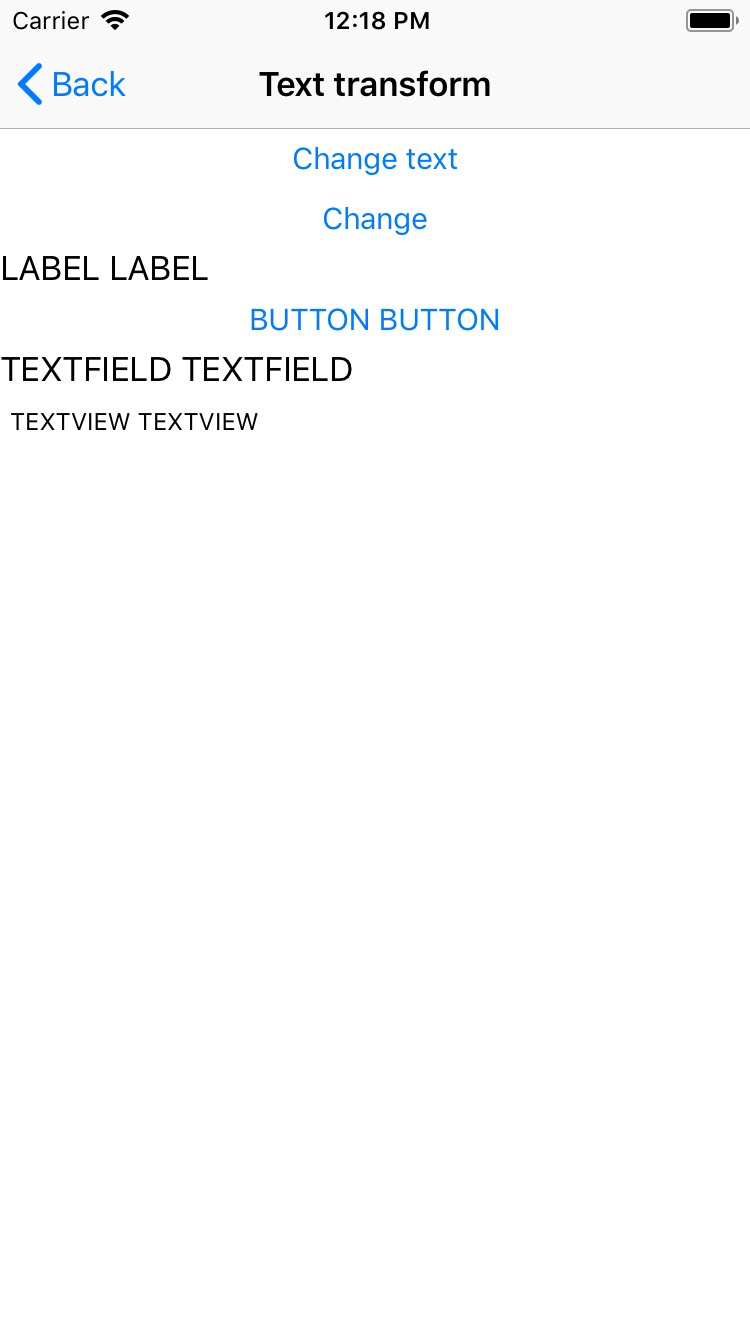 Carrier 12:18 PM
Back Text transform
Change text
Change
LABEL LABEL
BUTTON BUTTON
TEXTFIELD TEXTFIELD
TEXTVIEW TEXTVIEW